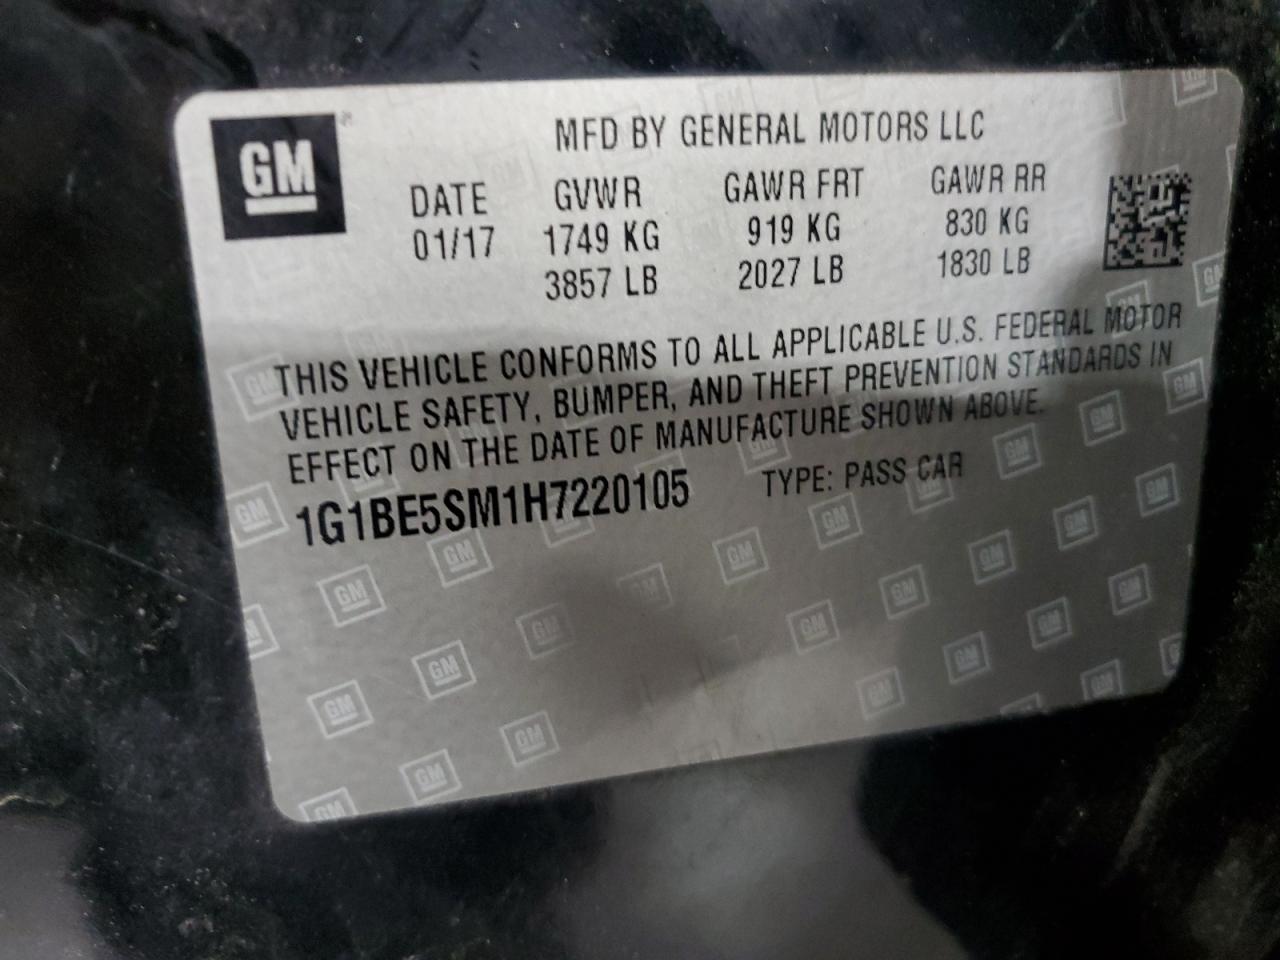 GM
MFD BY GENERAL MOTORS LLC
DATE GVWR GAWR FRT GAWR RR
01/17 1749 KG 919 KG 830 KG
3857 LB 2027 LB 1830 LB
THIS VEHICLE CONFORMS TO ALL APPLICABLE U.S. FEDERAL MOTOR
VEHICLE SAFETY, BUMPER, AND THEFT PREVENTION STANDARDS IN
EFFECT ON THE DATE OF MANUFACTURE SHOWN ABOVE.
1G1BE5SM1H7220105 TYPE: PASS CAR